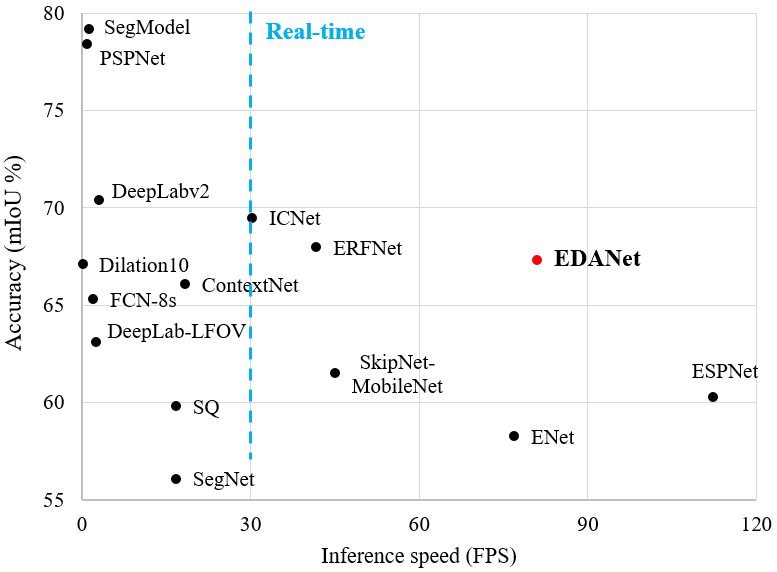 80
SegModel
Real-time
PSPNet
75
DeepLabv2
70
ICNet
ERFNet
EDANet
Dilation10
ContextNet
65
FCN-8s
DeepLab-LFOV
SkipNet-
MobileNet
ESPNet
60
SQ
ENet
SegNet
55
0
30
60
90
120
Inference speed (FPS)
Accuracy (mIoU %)